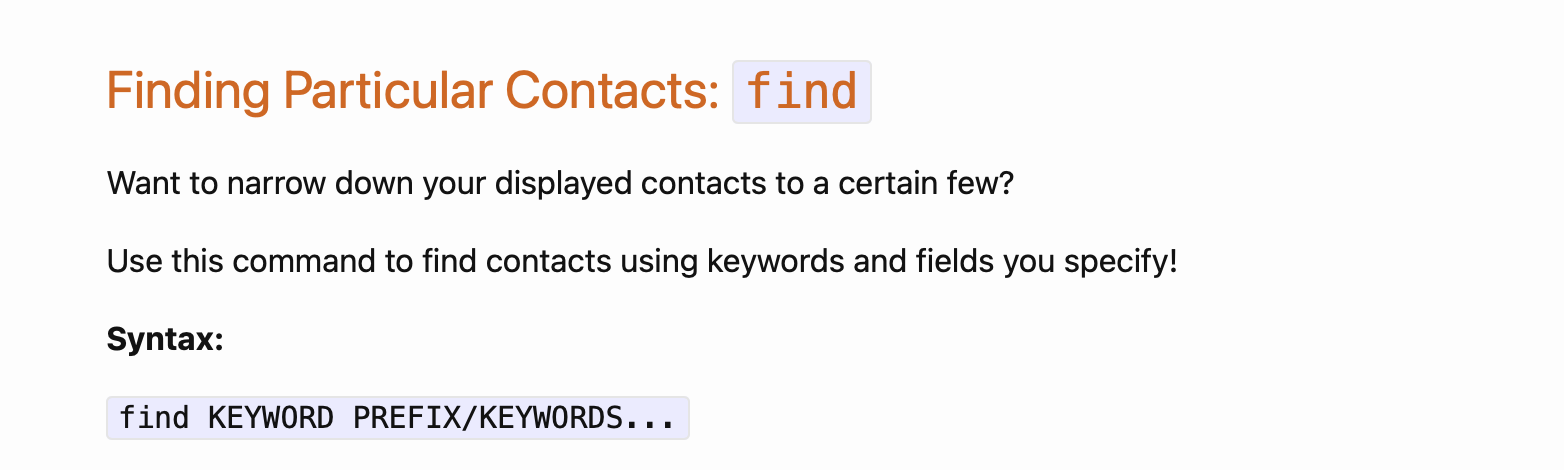 Finding Particular Contacts: find
Want to narrow down your displayed contacts to a certain few?
Use this command to find contacts using keywords and fields you specify!
Syntax:
find KEYWORD PREFIX/KEYWORDS...